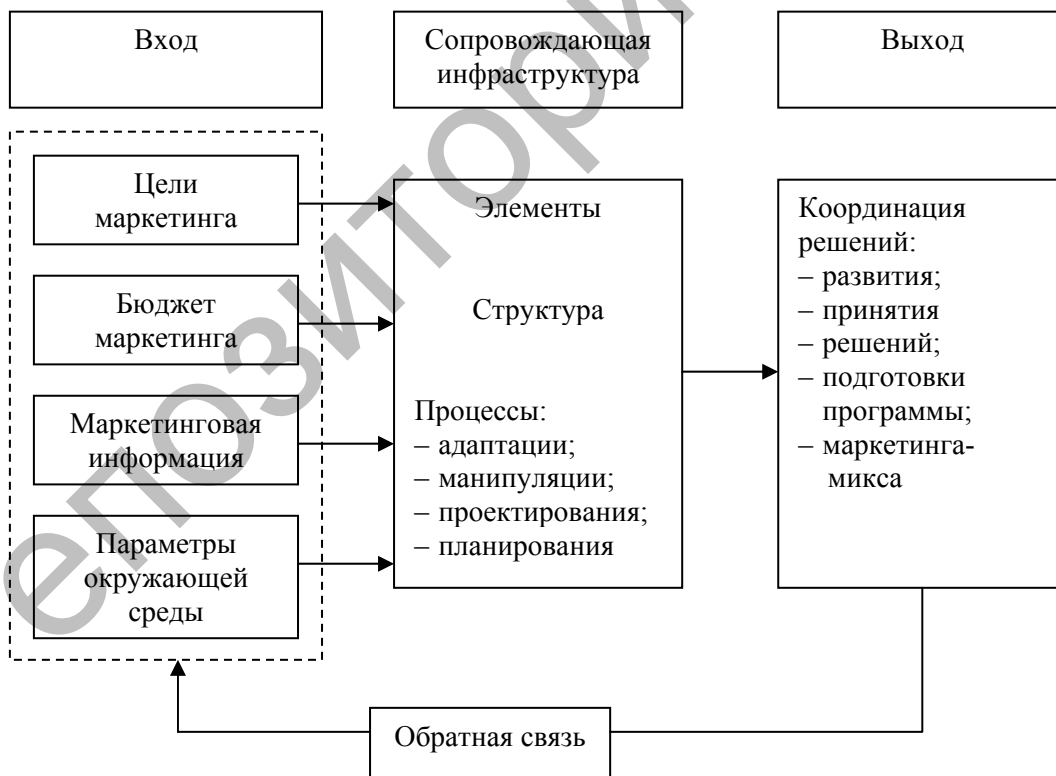 Вход
Сопровождающая
инфраструктура
Выход
Цели
маркетинга
Бюджет
маркетинга
Маркетинговая
информация
Параметры
окружающей
среды
Элементы
Структура
Процессы:
– адаптации;
– манипуляции;
– проектирования;
– планирования
Координация
решений:
– развития;
– принятия
– решений;
– подготовки
программы;
– маркетинга-
микса
Обратная связь
епозитори